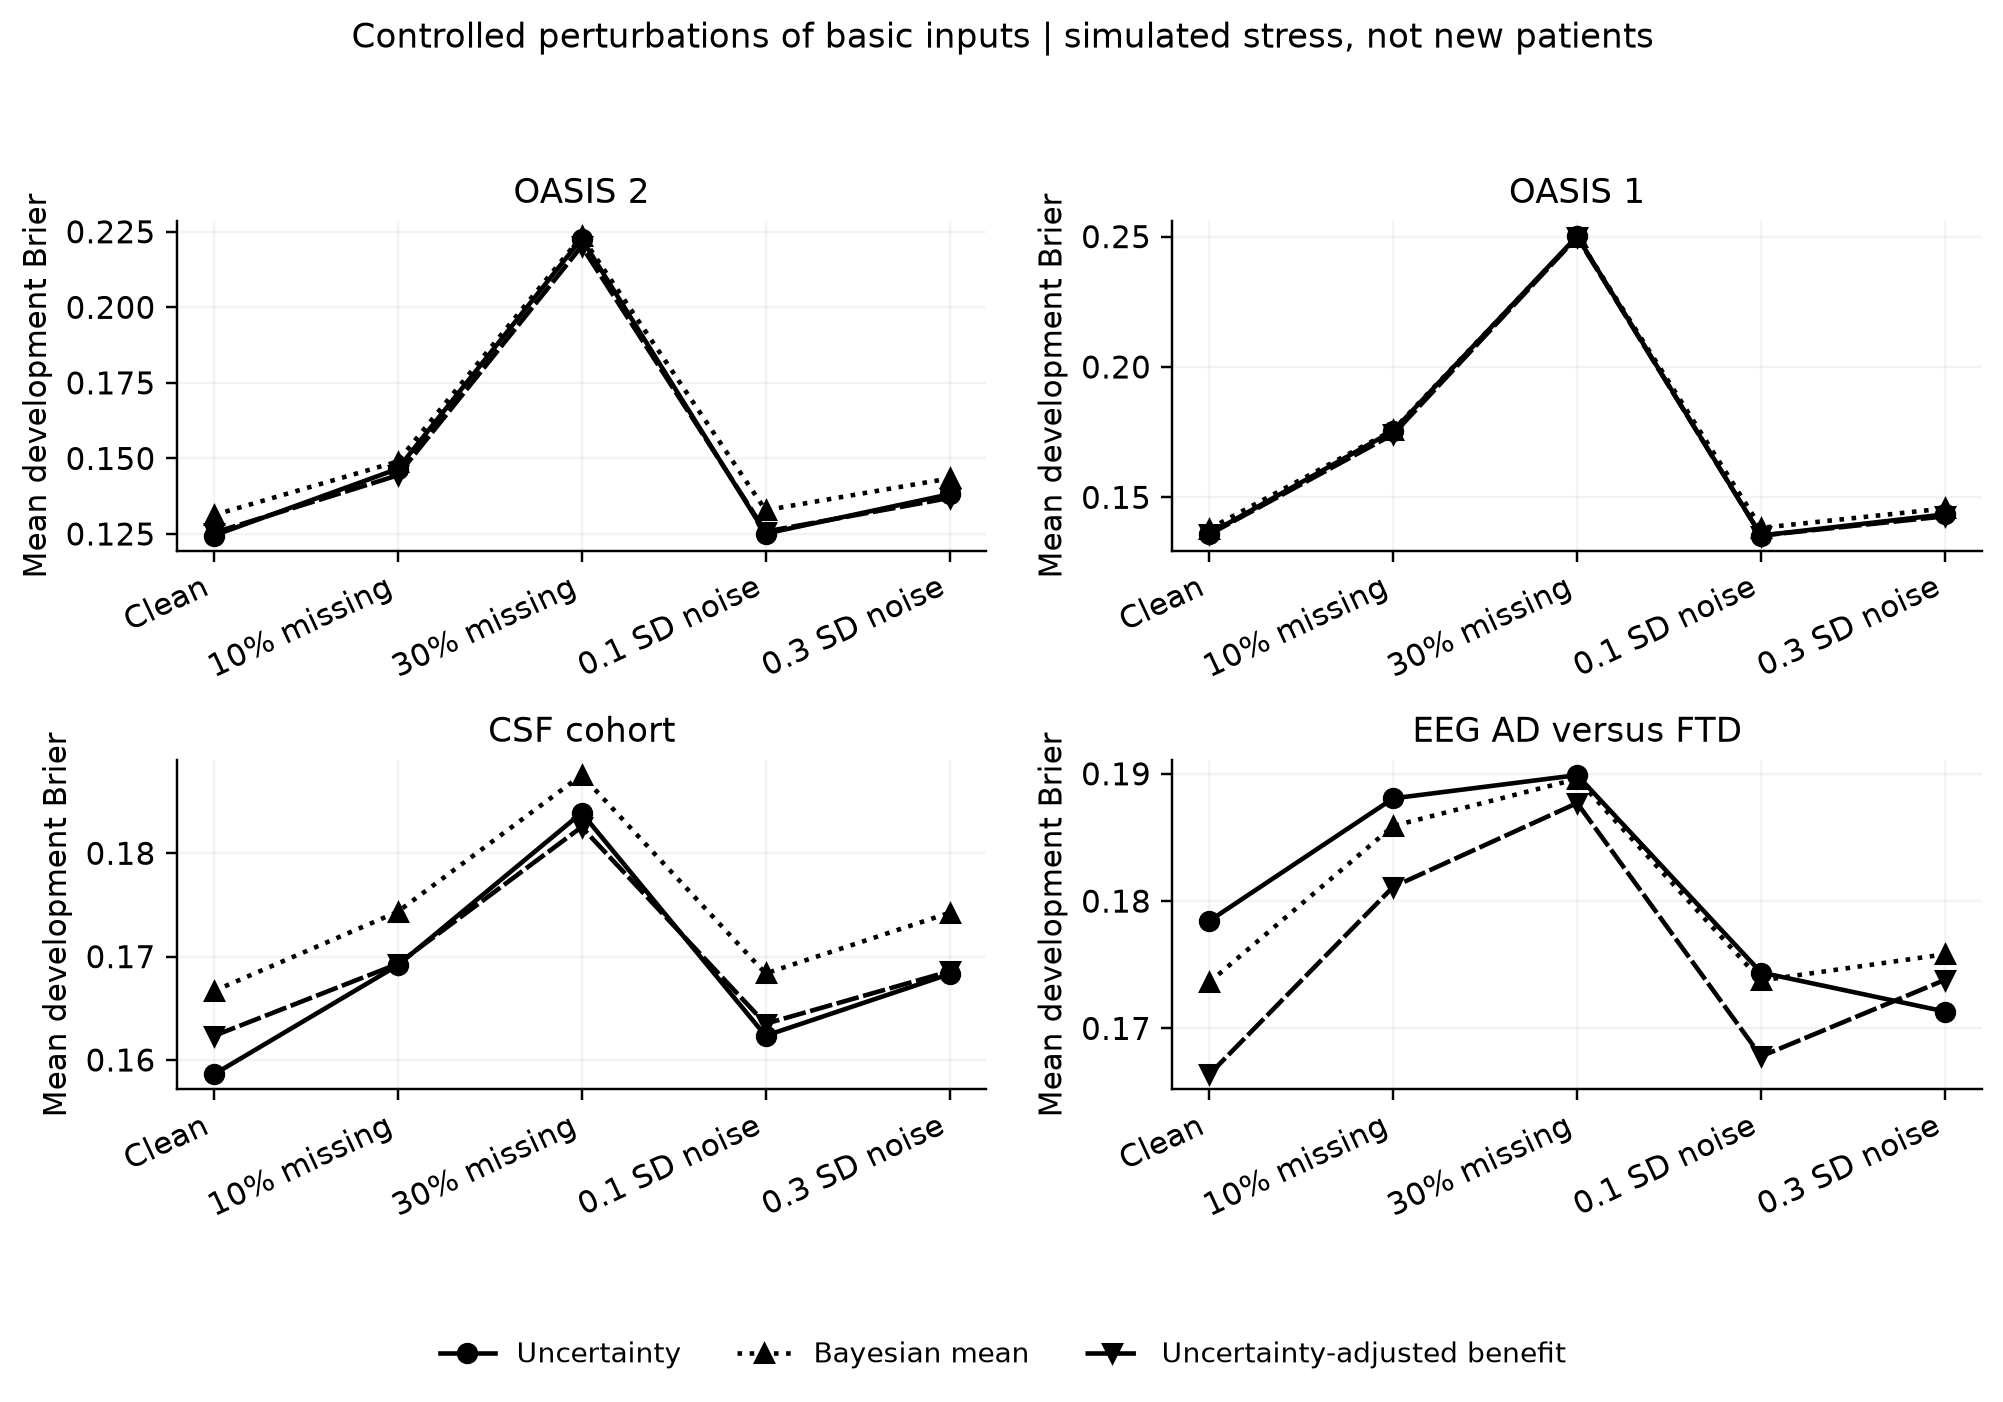 Controlled perturbations of basic inputs | simulated stress, not new patients
OASIS 2
Mean development Brier
0.225
0.200
0.175
0.150
0.125
Clean
10% missing
30% missing
0.1 SD noise
0.3 SD noise
OASIS 1
Mean development Brier
0.25
0.20
0.15
Clean
10% missing
30% missing
0.1 SD noise
0.3 SD noise
CSF cohort
Mean development Brier
0.18
0.17
0.16
Clean
10% missing
30% missing
0.1 SD noise
0.3 SD noise
EEG AD versus FTD
Mean development Brier
0.19
0.18
0.17
Clean
10% missing
30% missing
0.1 SD noise
0.3 SD noise
Uncertainty
Bayesian mean
Uncertainty-adjusted benefit